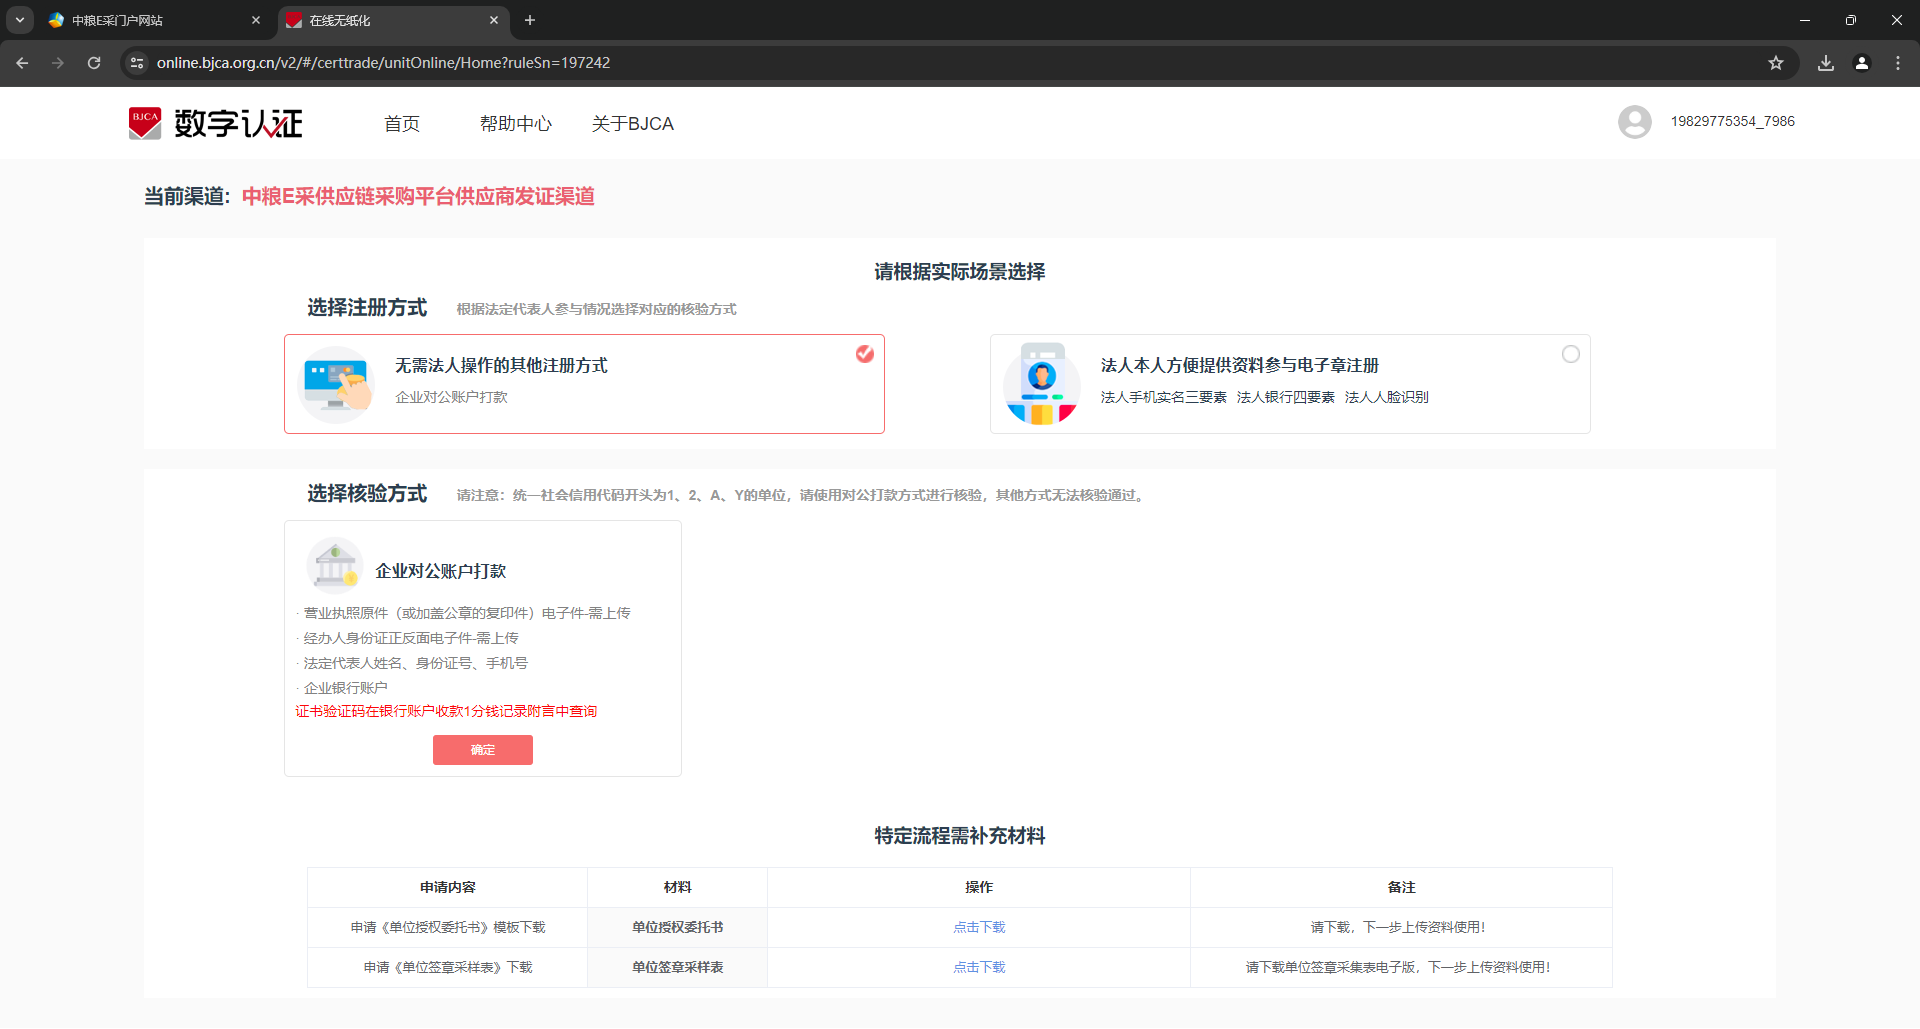 中粮E采门户网站
在线无纸化
online.bjca.org.cn/v2/#/certtrade/unitOnline/Home?ruleSn=197242
BJCA 数字认证 首页 帮助中心 关于BJCA 19829775354_7986
当前渠道：中粮E采供应链采购平台供应商发证渠道
请根据实际场景选择
选择注册方式 根据法定代表人参与情况选择对应的核验方式
无需法人操作的其他注册方式
企业对公账户打款
法人本人方便提供资料参与电子章注册
法人手机实名三要素 法人银行四要素 法人人脸识别
选择核验方式 请注意：统一社会信用代码开头为1、2、A、Y的单位，请使用对公打款方式进行核验，其他方式无法核验通过。
企业对公账户打款
· 营业执照原件（或加盖公章的复印件）电子件-需上传
· 经办人身份证正反面电子件-需上传
· 法定代表人姓名、身份证号、手机号
· 企业银行账户
证书验证码在银行账户收款1分钱记录附言中查询
确定
特定流程需补充材料
申请内容 材料 操作 备注
申请《单位授权委托书》模板下载 单位授权委托书 点击下载 请下载，下一步上传资料使用！
申请《单位签章采样表》下载 单位签章采样表 点击下载 请下载单位签章采集表电子版，下一步上传资料使用！